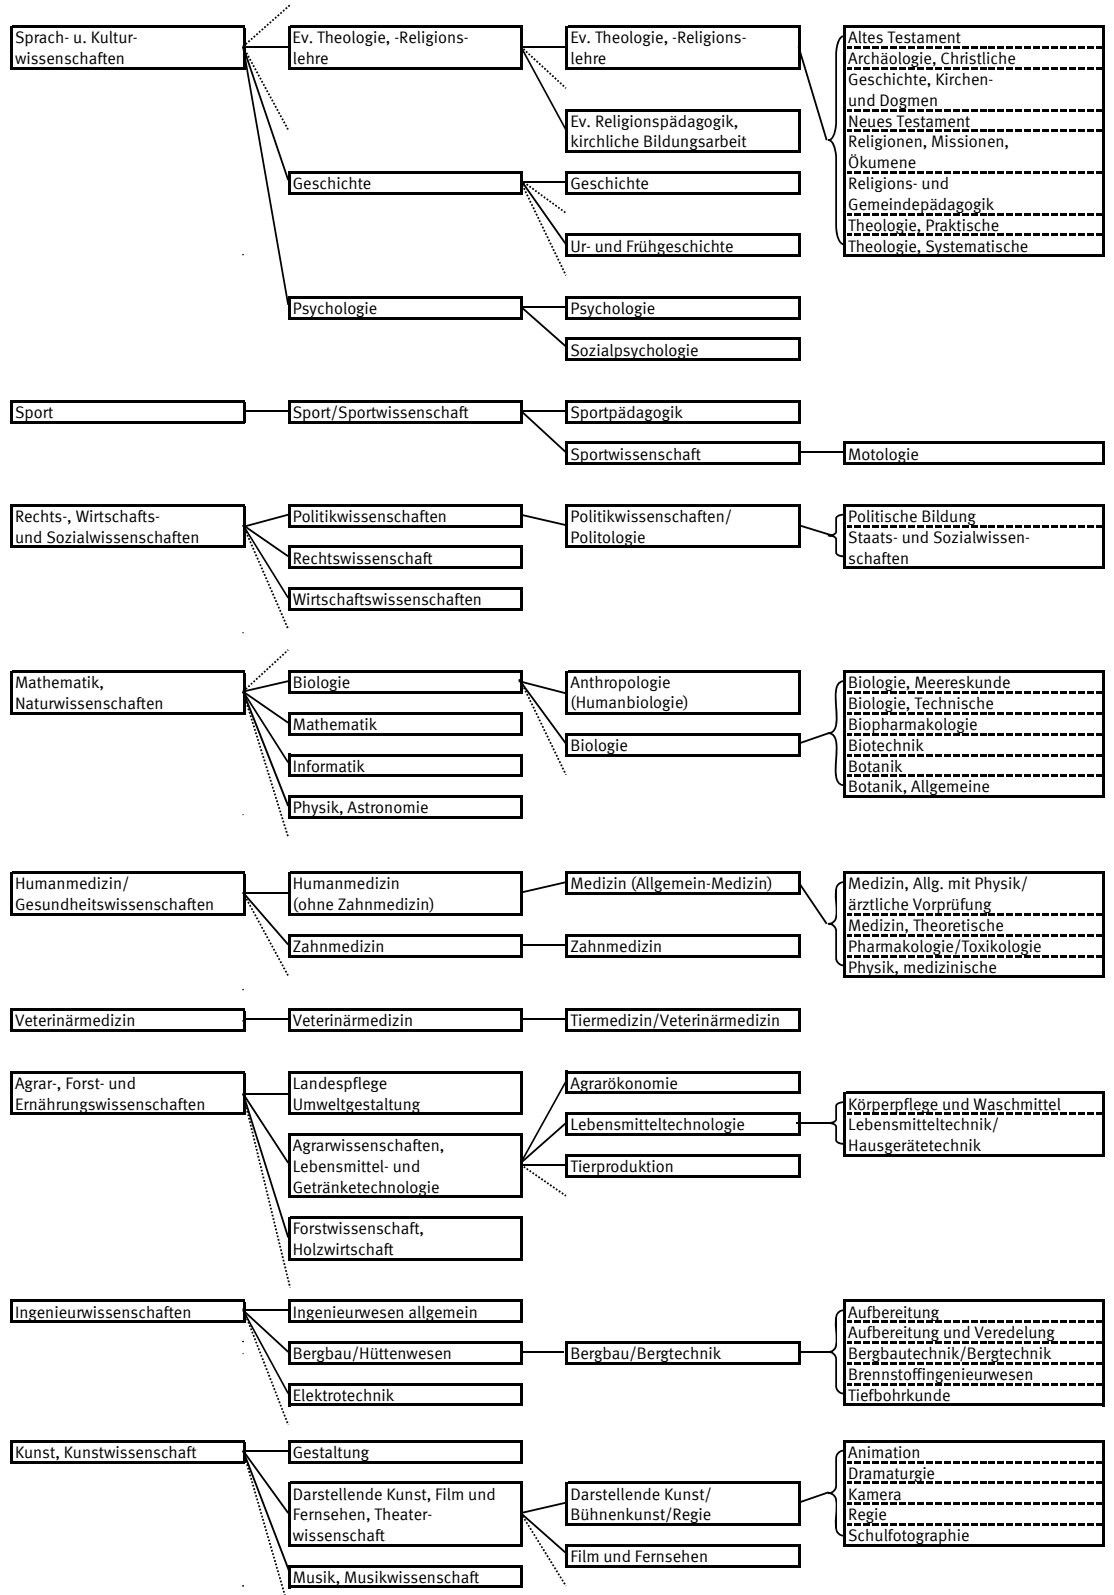 Sprach- u. Kultur-
wissenschaften
Ev. Theologie, -Religions-
lehre
Ev. Theologie, -Religions-
lehre
Altes Testament
Archäologie, Christliche
Geschichte, Kirchen-
und Dogmen
Neues Testament
Religionen, Missionen,
Ökumene
Religions- und
Gemeindepädagogik
Theologie, Praktische
Theologie, Systematische
Ev. Religionspädagogik,
kirchliche Bildungsarbeit
Geschichte
Geschichte
Ur- und Frühgeschichte
Psychologie
Psychologie
Sozialpsychologie
Sport
Sport/Sportwissenschaft
Sportpädagogik
Sportwissenschaft
Motologie
Rechts-, Wirtschafts-
und Sozialwissenschaften
Politikwissenschaften
Politikwissenschaften/
Politologie
Politische Bildung
Staats- und Sozialwissen-
schaften
Rechtswissenschaft
Wirtschaftswissenschaften
Mathematik,
Naturwissenschaften
Biologie
Anthropologie
(Humanbiologie)
Biologie, Meereskunde
Biologie, Technische
Biopharmakologie
Biotechnik
Botanik
Botanik, Allgemeine
Mathematik
Biologie
Informatik
Physik, Astronomie
Humanmedizin/
Gesundheitswissenschaften
Humanmedizin
(ohne Zahnmedizin)
Medizin (Allgemein-Medizin)
Medizin, Allg. mit Physik/
ärztliche Vorprüfung
Medizin, Theoretische
Pharmakologie/Toxikologie
Physik, medizinische
Zahnmedizin
Zahnmedizin
Veterinärmedizin
Veterinärmedizin
Tiermedizin/Veterinärmedizin
Agrar-, Forst- und
Ernährungswissenschaften
Landespflege
Umweltgestaltung
Agrarökonomie
Lebensmitteltechnologie
Körperpflege und Waschmittel
Lebensmitteltechnik/
Hausgerätetechnik
Agrarwissenschaften,
Lebensmittel- und
Getränketechnologie
Tierproduktion
Forstwissenschaft,
Holzwirtschaft
Ingenieurwissenschaften
Ingenieurwesen allgemein
Aufbereitung
Aufbereitung und Veredelung
Bergbautechnik/Bergtechnik
Brennstoffingenieurwesen
Tiefbohrkunde
Bergbau/Hüttenwesen
Bergbau/Bergtechnik
Elektrotechnik
Kunst, Kunstwissenschaft
Gestaltung
Animation
Dramaturgie
Kamera
Regie
Schulfotographie
Darstellende Kunst, Film und
Fernsehen, Theater-
wissenschaft
Darstellende Kunst/
Bühnenkunst/Regie
Film und Fernsehen
Musik, Musikwissenschaft